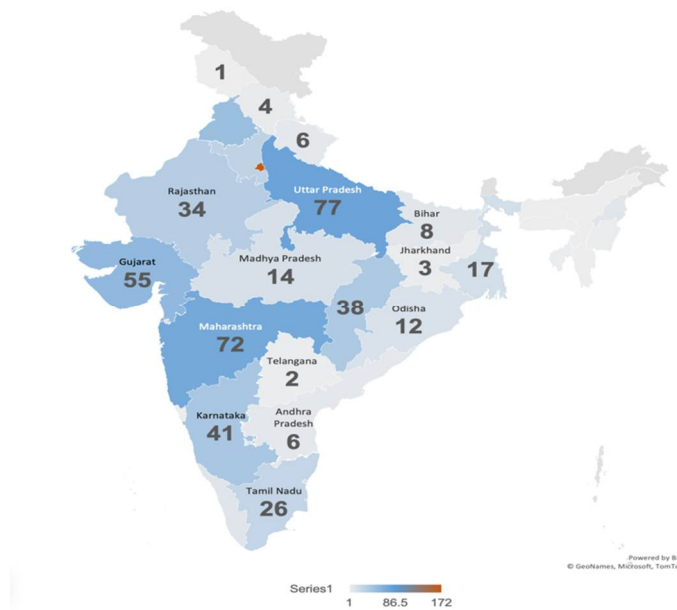 1
4
6
Rajasthan
34
Uttar Pradesh
77
Bihar
8
Jharkhand
3
17
Gujarat
55
Madhya Pradesh
14
38
Odisha
12
Maharashtra
72
Telangana
2
Karnataka
41
Andhra
Pradesh
6
Tamil Nadu
26
Powered by B
© GeoNames, Microsoft, TomT
Series1
1 86.5 172